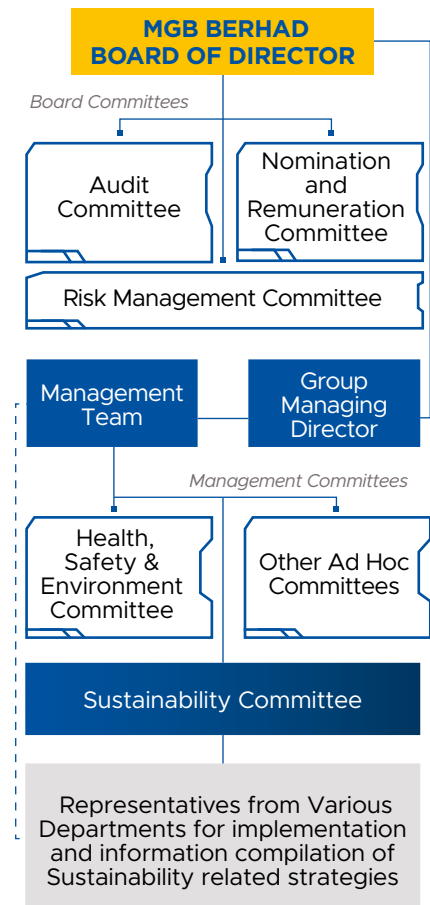 MGB BERHAD
BOARD OF DIRECTOR
Board Committees
Audit
Committee
Nomination
and
Remuneration
Committee
Risk Management Committee
Management
Team
Group
Managing
Director
Management Committees
Health,
Safety &
Environment
Committee
Other Ad Hoc
Committees
Sustainability Committee
Representatives from Various
Departments for implementation
and information compilation of
Sustainability related strategies